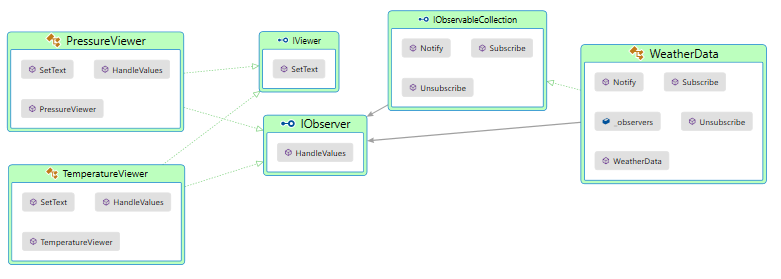 PressureViewer
SetText
HandleValues
PressureViewer
IViewer
SetText
IObservableCollection
Notify
Subscribe
Unsubscribe
WeatherData
Notify
Subscribe
_observers
Unsubscribe
WeatherData
IObserver
HandleValues
TemperatureViewer
SetText
HandleValues
TemperatureViewer